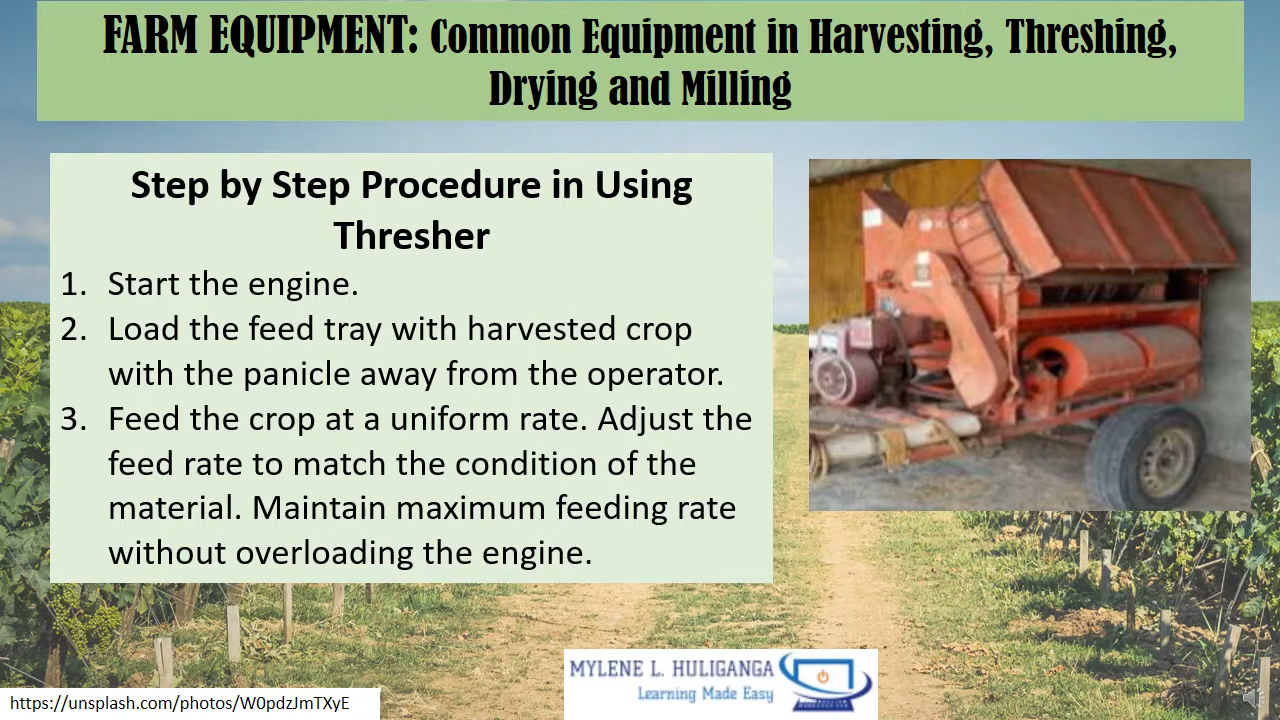 FARM EQUIPMENT: Common Equipment in Harvesting, Threshing,
Drying and Milling
Step by Step Procedure in Using
Thresher
1. Start the engine.
2. Load the feed tray with harvested crop
with the panicle away from the operator.
3. Feed the crop at a uniform rate. Adjust the
feed rate to match the condition of the
material. Maintain maximum feeding rate
without overloading the engine.
MYLENE L. HULIGANGA
Learning Made Easy
https://unsplash.com/photos/W0pdzJmTXyE